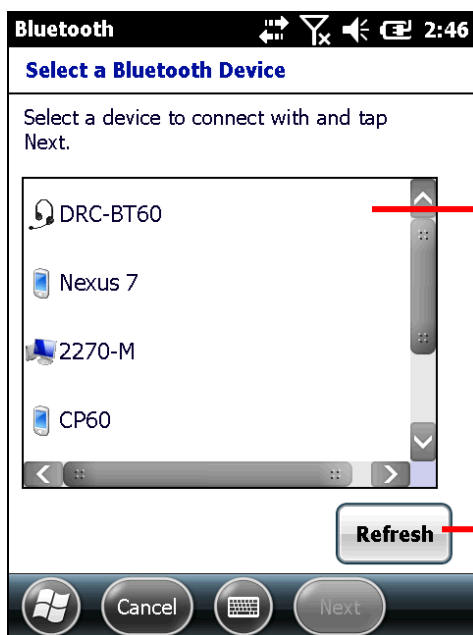 Bluetooth 2:46
Select a Bluetooth Device
Select a device to connect with and tap
Next.
DRC-BT60
Nexus 7
2270-M
CP60
Refresh
Cancel Next